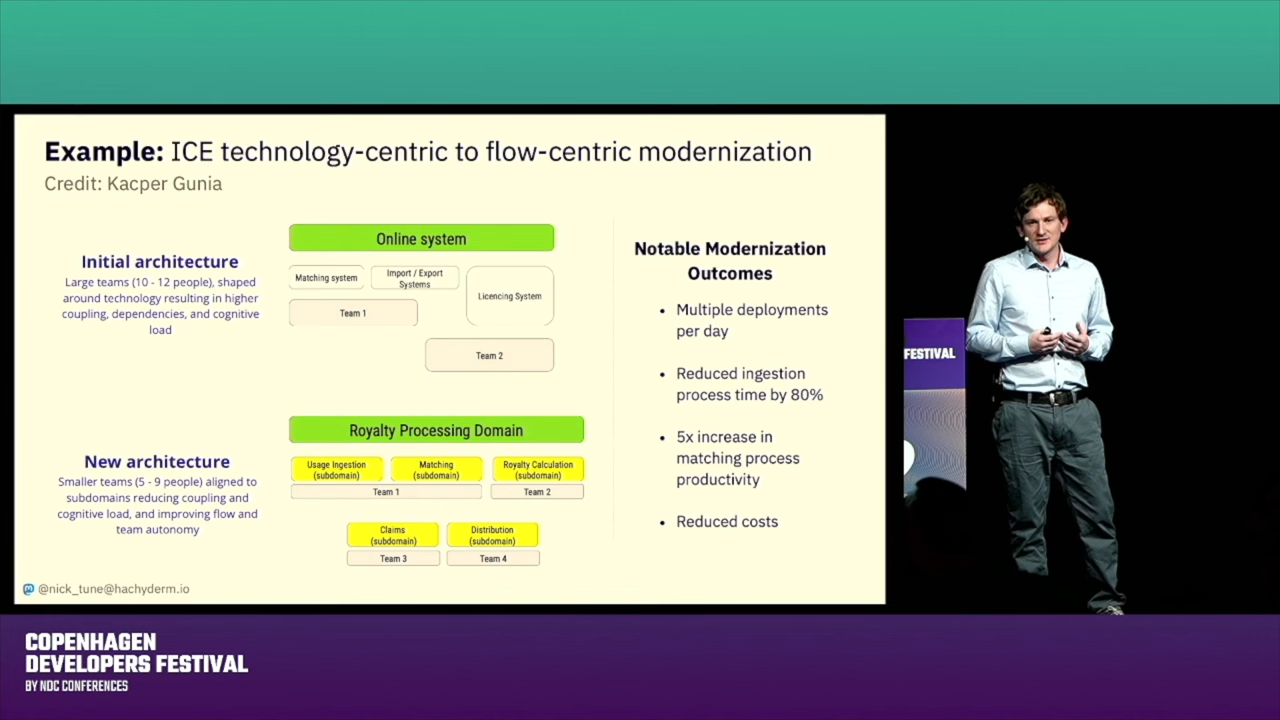 Example: ICE technology-centric to flow-centric modernization
Credit: Kacper Gunia
Initial architecture
Large teams (10 - 12 people), shaped
around technology resulting in higher
coupling, dependencies, and cognitive
load
Online system
Matching system
Import / Export
Systems
Licencing System
Team 1
Team 2
New architecture
Smaller teams (5 - 9 people) aligned to
subdomains reducing coupling and
cognitive load, and improving flow and
team autonomy
Royalty Processing Domain
Usage Ingestion
(subdomain)
Matching
(subdomain)
Royalty Calculation
(subdomain)
Team 1
Team 2
Claims
(subdomain)
Distribution
(subdomain)
Team 3
Team 4
Notable Modernization
Outcomes
• Multiple deployments
per day
• Reduced ingestion
process time by 80%
• 5x increase in
matching process
productivity
• Reduced costs
@nick_tune@hachyderm.io
FESTIVAL
COPENHAGEN
DEVELOPERS FESTIVAL
BY NDC CONFERENCES